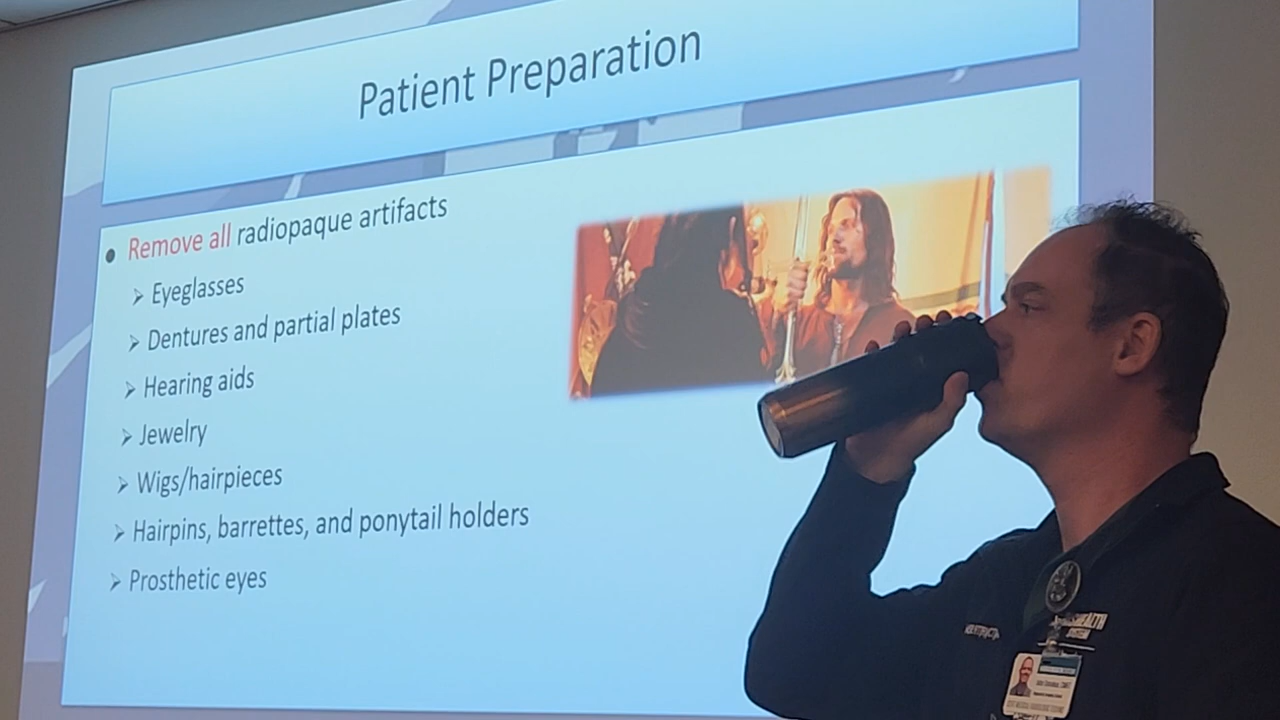 Patient Preparation
• Remove all radiopaque artifacts
➢ Eyeglasses
➢ Dentures and partial plates
➢ Hearing aids
➢ Jewelry
➢ Wigs/hairpieces
➢ Hairpins, barrettes, and ponytail holders
➢ Prosthetic eyes